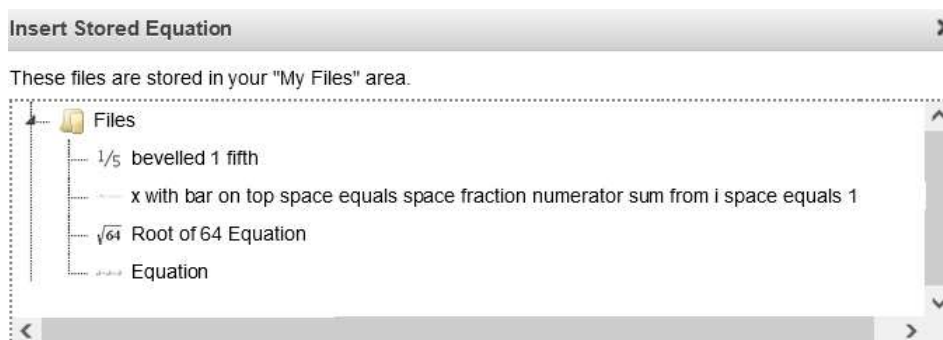 Insert Stored Equation
These files are stored in your "My Files" area.
Files
1/5 bevelled 1 fifth
x with bar on top space equals space fraction numerator sum from i space equals 1
√64 Root of 64 Equation
Equation